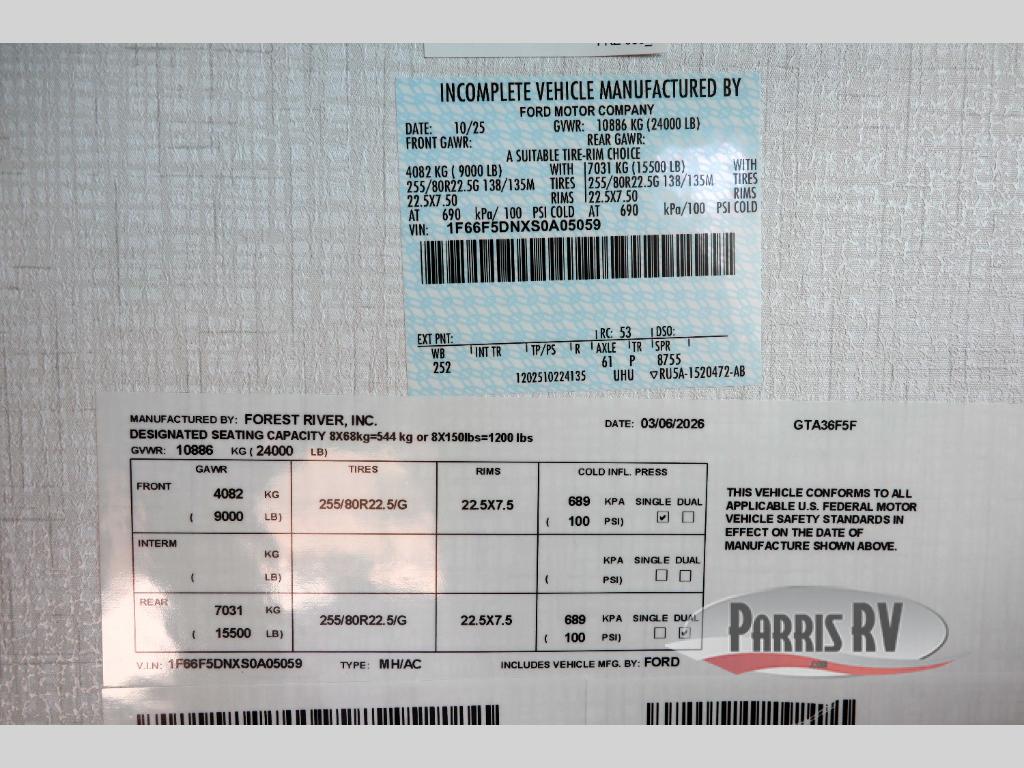 INCOMPLETE VEHICLE MANUFACTURED BY
FORD MOTOR COMPANY
DATE: 10/25 GVWR: 10886 KG (24000 LB)
FRONT GAWR: REAR GAWR:
A SUITABLE TIRE-RIM CHOICE
4082 KG ( 9000 LB) WITH 7031 KG (15500 LB) WITH
255/80R22.5G 138/135M TIRES 255/80R22.5G 138/135M TIRES
22.5X7.50 RIMS 22.5X7.50 RIMS
AT 690 kPa/ 100 PSI COLD AT 690 kPa/100 PSI COLD
VIN: 1F66F5DNXS0A05059
EXT PNT: RC: 53 DSO:
WB INT TR TP/PS R AXLE TR SPR
252 61 P 8755
1202510224135 UHU ▽RU5A-1520472-AB
MANUFACTURED BY: FOREST RIVER, INC. DATE: 03/06/2026 GTA36F5F
DESIGNATED SEATING CAPACITY 8X68kg=544 kg or 8X150lbs=1200 lbs
GVWR: 10886 KG ( 24000 LB)
GAWR TIRES RIMS COLD INFL. PRESS
FRONT 4082 KG 255/80R22.5/G 22.5X7.5 689 KPA SINGLE DUAL
( 9000 LB) ( 100 PSI) ☑ ☐
INTERM KG KPA SINGLE DUAL
( LB) ( PSI) ☐ ☐
REAR 7031 KG 255/80R22.5/G 22.5X7.5 689 KPA SINGLE DUAL
( 15500 LB) ( 100 PSI) ☐ ☑
V.I.N: 1F66F5DNXS0A05059 TYPE: MH/AC INCLUDES VEHICLE MFG. BY: FORD
THIS VEHICLE CONFORMS TO ALL
APPLICABLE U.S. FEDERAL MOTOR
VEHICLE SAFETY STANDARDS IN
EFFECT ON THE DATE OF
MANUFACTURE SHOWN ABOVE.
PARRIS RV
.com